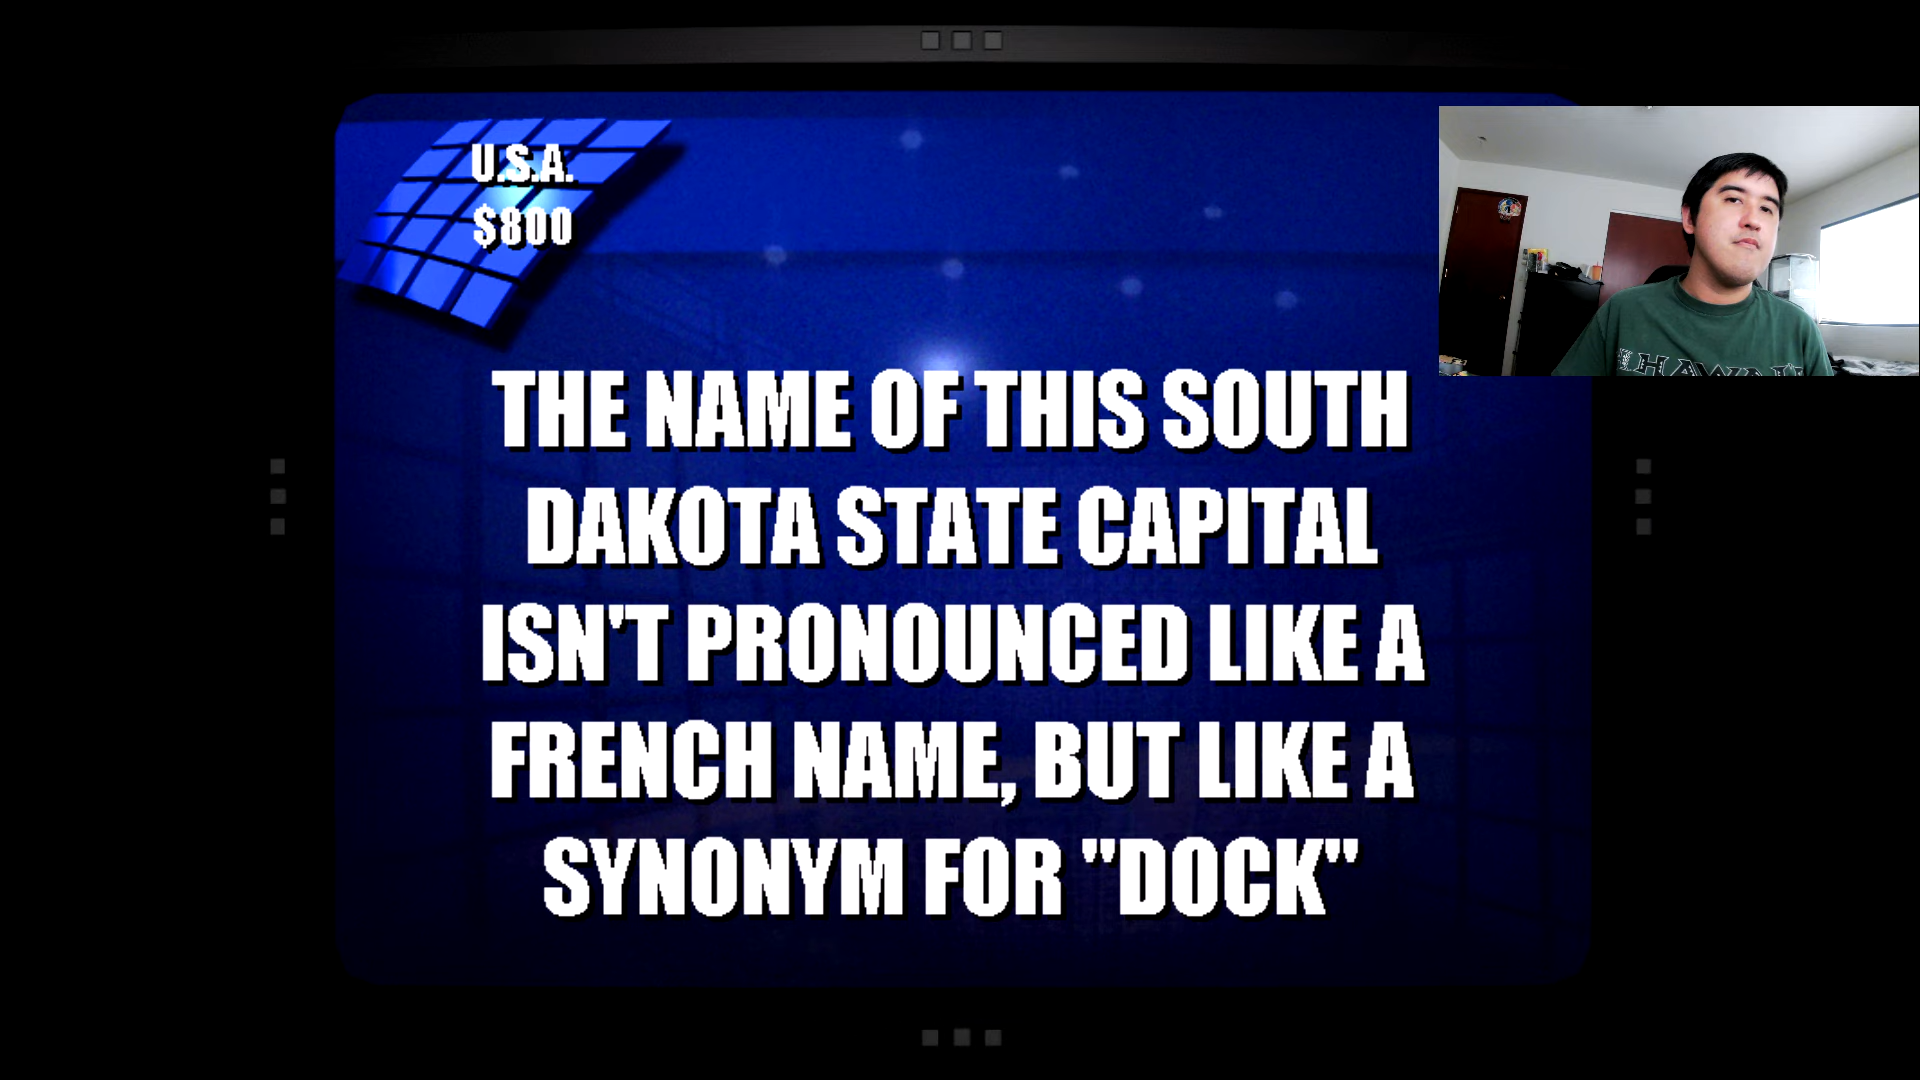 U.S.A.
$800
THE NAME OF THIS SOUTH
DAKOTA STATE CAPITAL
ISN'T PRONOUNCED LIKE A
FRENCH NAME, BUT LIKE A
SYNONYM FOR "DOCK"